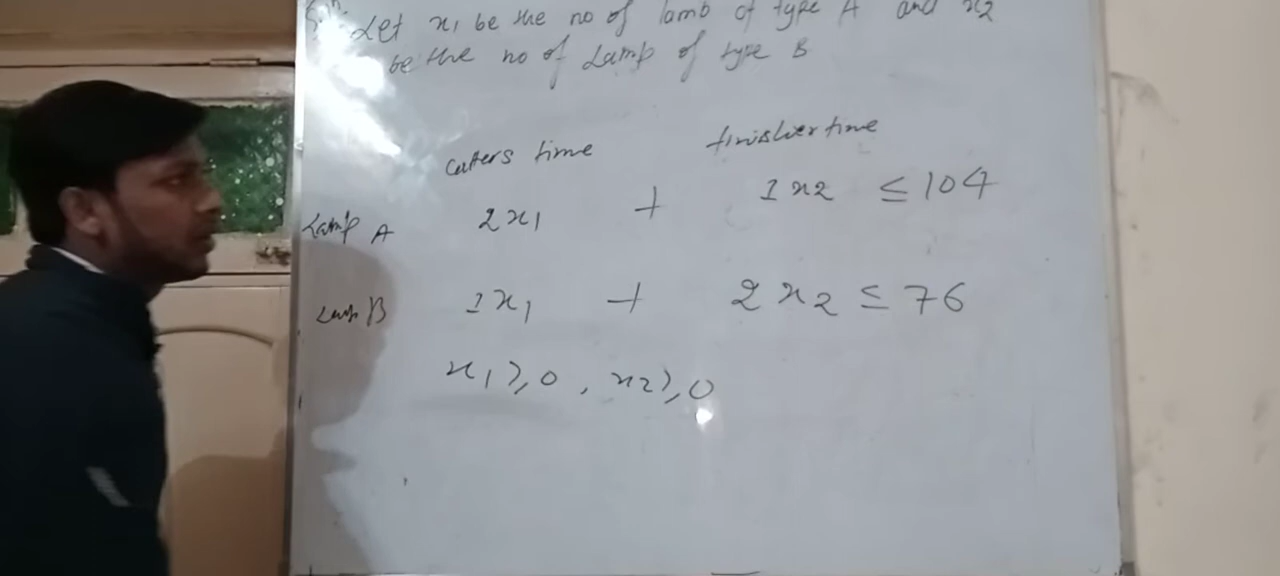 Soln.
Let x1 be the no of lamb of type A and x2
be the no of Lamp of type B
cutters time finisher time
Lamp A 2x1 + 1x2 ≤ 104
Lamp B 1x1 + 2x2 ≤ 76
x1 ≥ 0, x2 ≥ 0